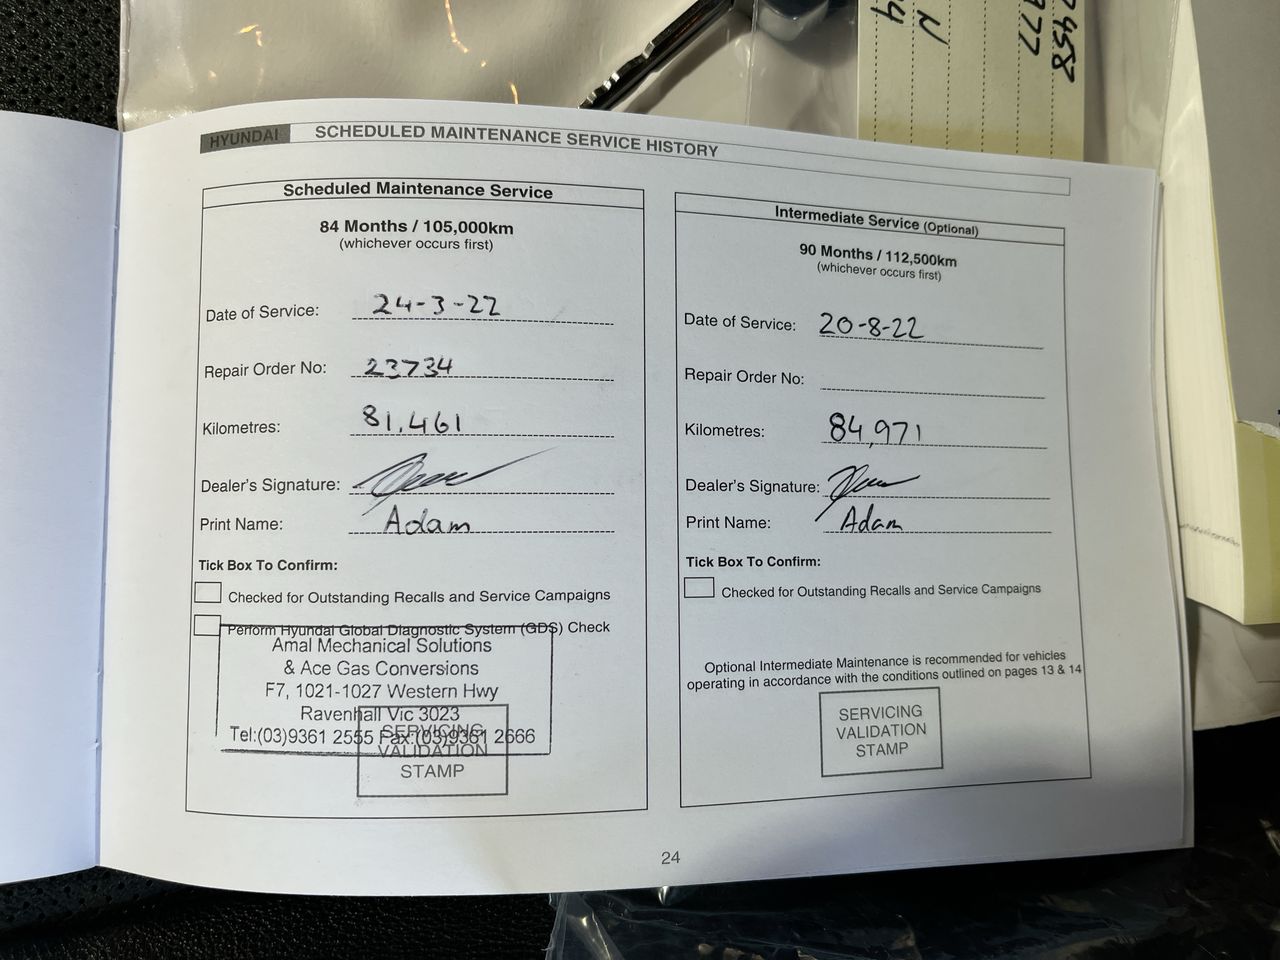 7458
177
N
4
HYUNDAI SCHEDULED MAINTENANCE SERVICE HISTORY
Scheduled Maintenance Service
84 Months / 105,000km
(whichever occurs first)
Date of Service: 24-3-22
Repair Order No: 23734
Kilometres: 81,461
Dealer's Signature:
Print Name: Adam
Tick Box To Confirm:
Checked for Outstanding Recalls and Service Campaigns
Perform Hyundai Global Diagnostic System (GDS) Check
Amal Mechanical Solutions
& Ace Gas Conversions
F7, 1021-1027 Western Hwy
Ravenhall Vic 3023
Tel:(03)9361 2555 Fax:(03)9361 2666
SERVICING
VALIDATION
STAMP
Intermediate Service (Optional)
90 Months / 112,500km
(whichever occurs first)
Date of Service: 20-8-22
Repair Order No:
Kilometres: 84,971
Dealer's Signature:
Print Name: Adam
Tick Box To Confirm:
Checked for Outstanding Recalls and Service Campaigns
Optional Intermediate Maintenance is recommended for vehicles
operating in accordance with the conditions outlined on pages 13 & 14
SERVICING
VALIDATION
STAMP
24